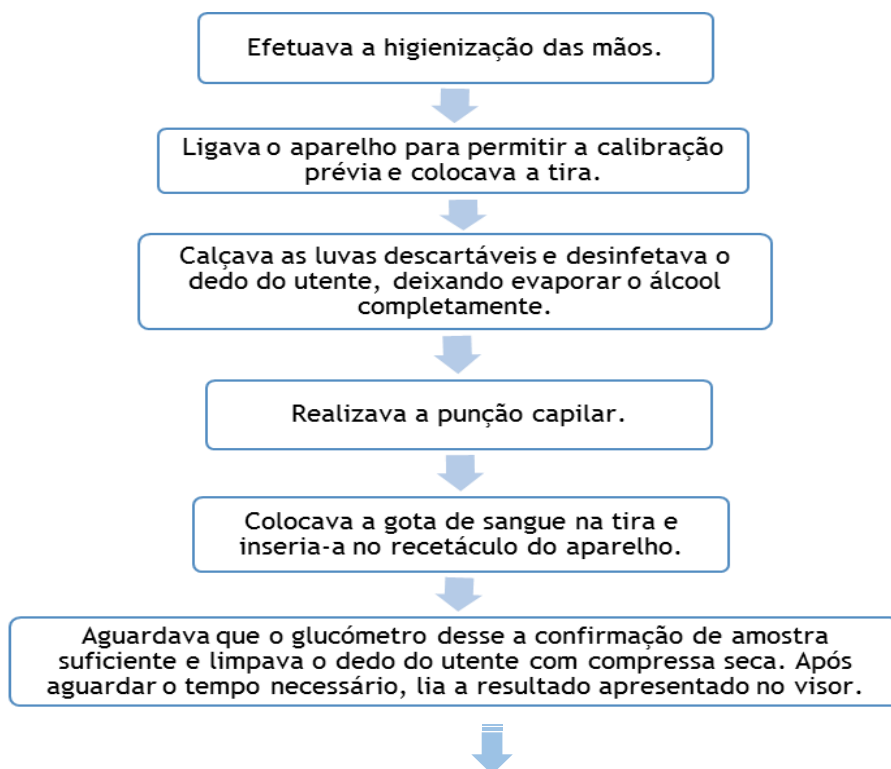 Efetuava a higienização das mãos.
Ligava o aparelho para permitir a calibração
prévia e colocava a tira.
Calçava as luvas descartáveis e desinfetava o
dedo do utente, deixando evaporar o álcool
completamente.
Realizava a punção capilar.
Colocava a gota de sangue na tira e
inseria-a no recetáculo do aparelho.
Aguardava que o glucómetro desse a confirmação de amostra
suficiente e limpava o dedo do utente com compressa seca. Após
aguardar o tempo necessário, lia a resultado apresentado no visor.